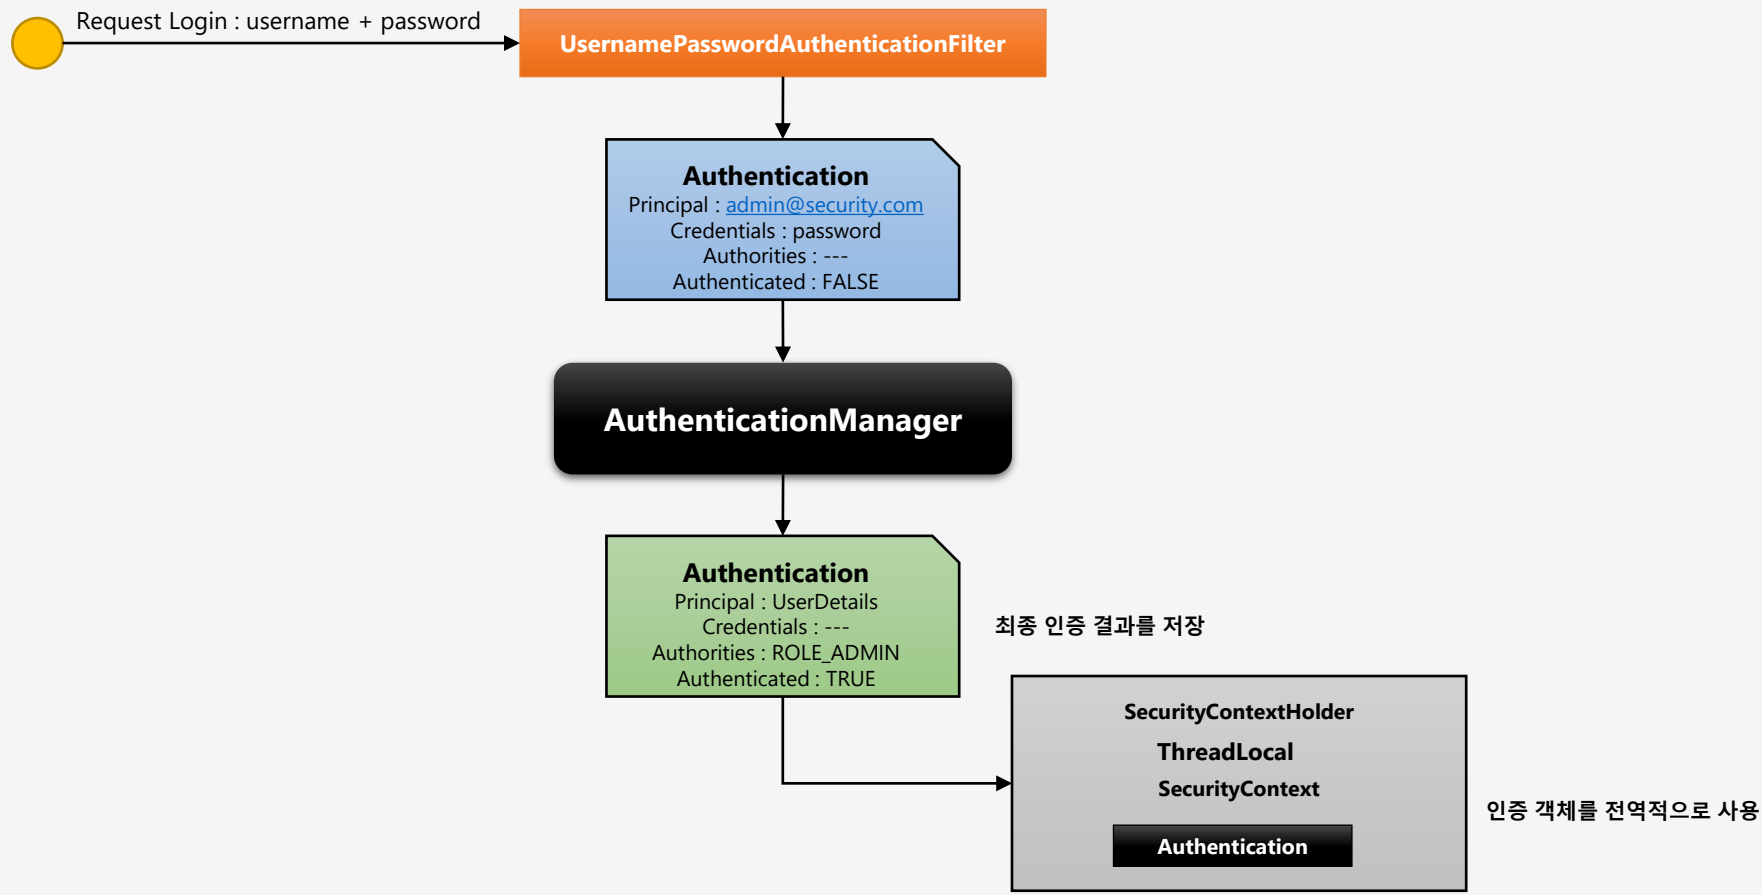 Request Login : username + password
UsernamePasswordAuthenticationFilter
Authentication
Principal : admin@security.com
Credentials : password
Authorities : ---
Authenticated : FALSE
AuthenticationManager
Authentication
Principal : UserDetails
Credentials : ---
Authorities : ROLE_ADMIN
Authenticated : TRUE
최종 인증 결과를 저장
SecurityContextHolder
ThreadLocal
SecurityContext
Authentication
인증 객체를 전역적으로 사용